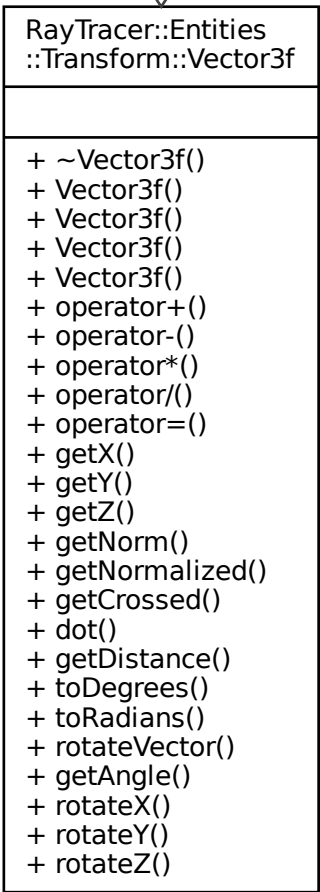 RayTracer::Entities
::Transform::Vector3f
+ ~Vector3f()
+ Vector3f()
+ Vector3f()
+ Vector3f()
+ Vector3f()
+ operator+()
+ operator-()
+ operator*()
+ operator/()
+ operator=()
+ getX()
+ getY()
+ getZ()
+ getNorm()
+ getNormalized()
+ getCrossed()
+ dot()
+ getDistance()
+ toDegrees()
+ toRadians()
+ rotateVector()
+ getAngle()
+ rotateX()
+ rotateY()
+ rotateZ()